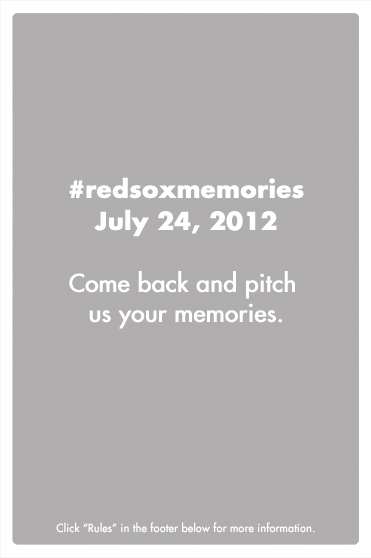 #redsoxmemories
July 24, 2012
Come back and pitch
us your memories.
Click “Rules” in the footer below for more information.